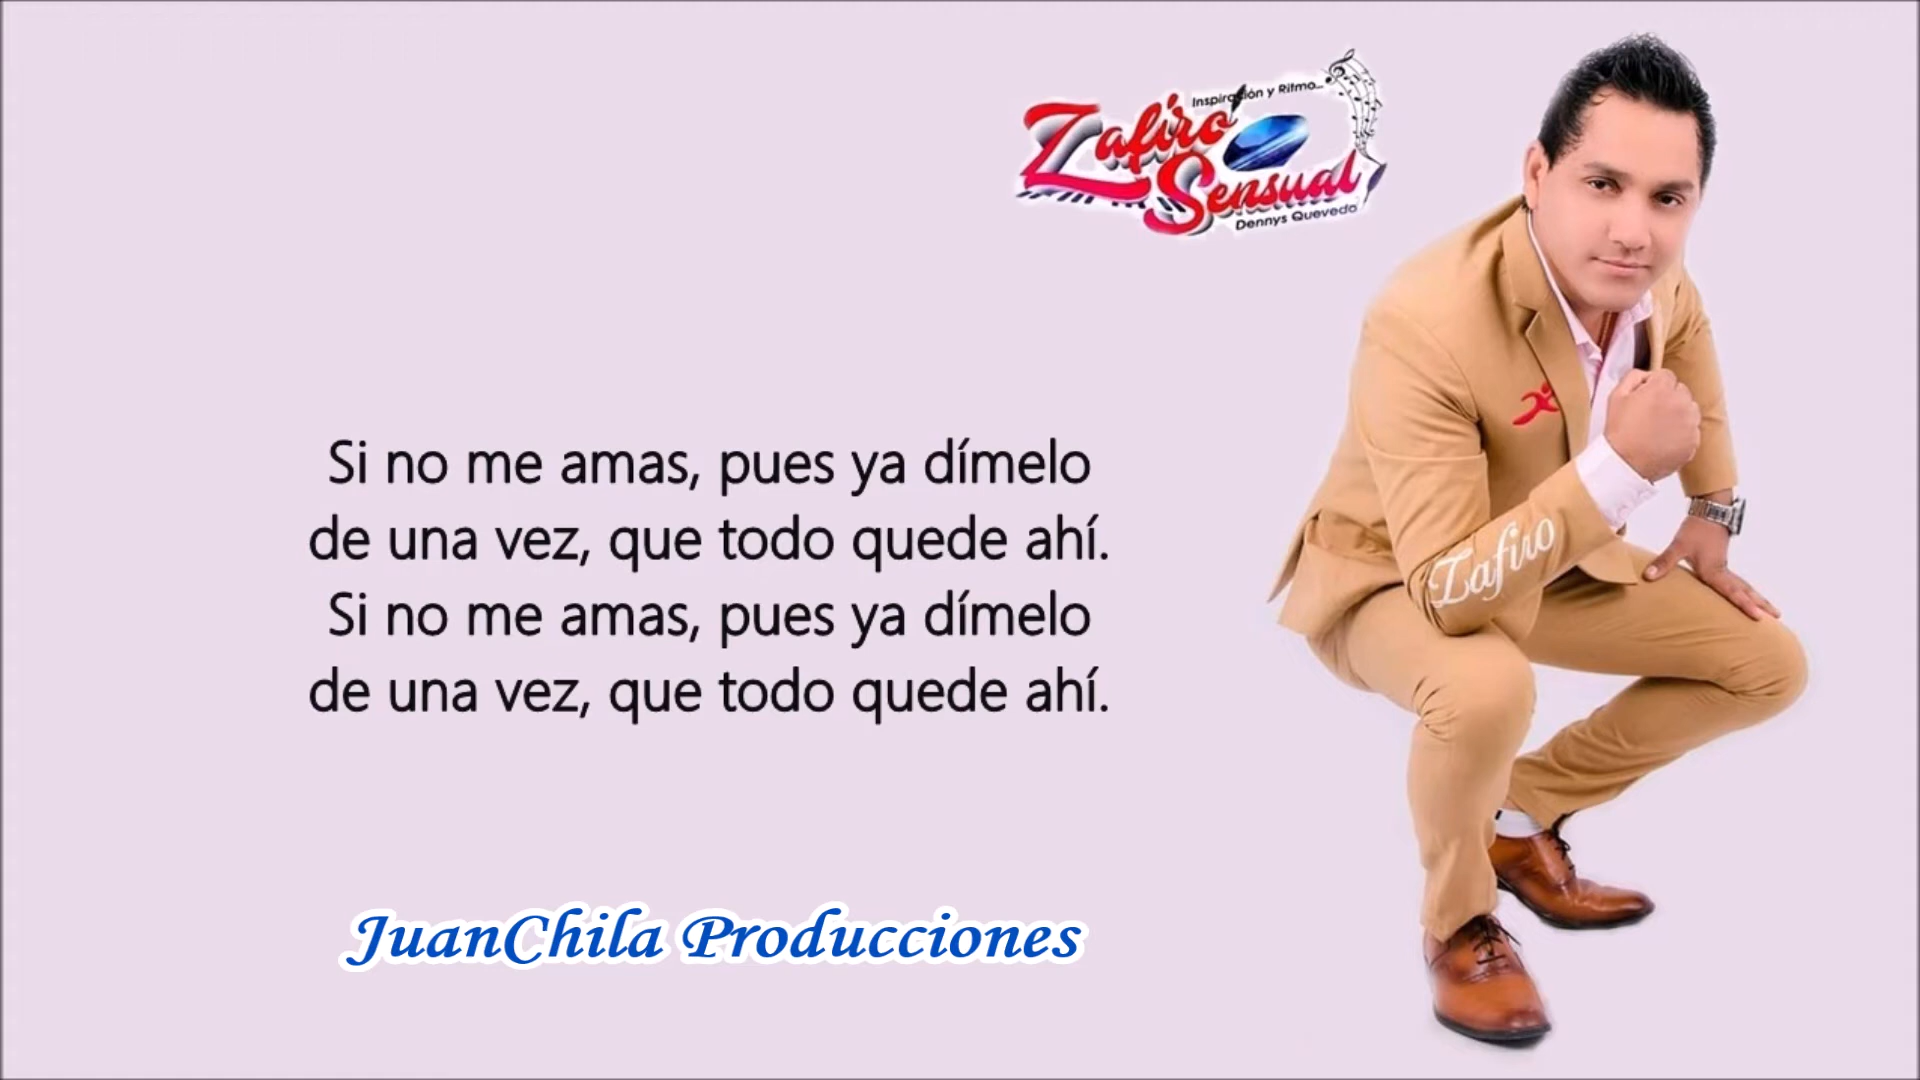 Inspiración y Ritmo...
Zafiro
Sensual
Dennys Quevedo
Si no me amas, pues ya dímelo
de una vez, que todo quede ahí.
Si no me amas, pues ya dímelo
de una vez, que todo quede ahí.
Zafiro
JuanChila Producciones